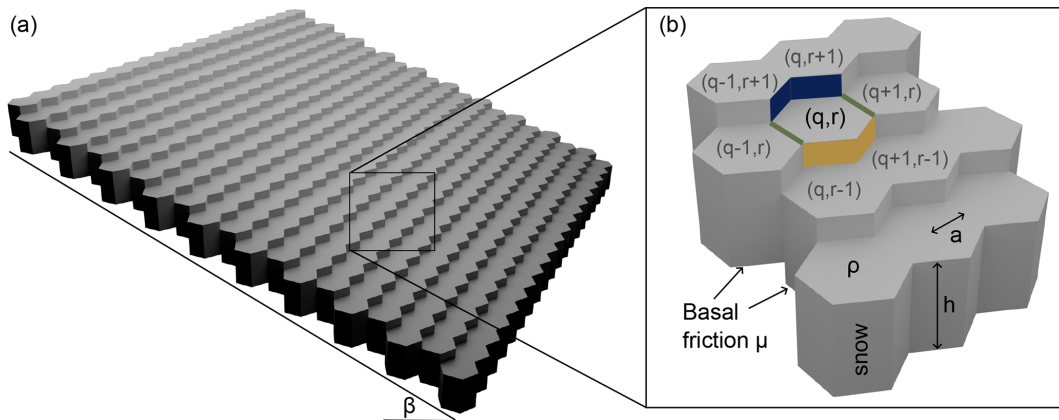 (a)
β
(b)
(q,r+1)
(q-1,r+1)
(q+1,r)
(q,r)
(q-1,r)
(q+1,r-1)
(q,r-1)
a
ρ
h
Basal
friction μ
snow